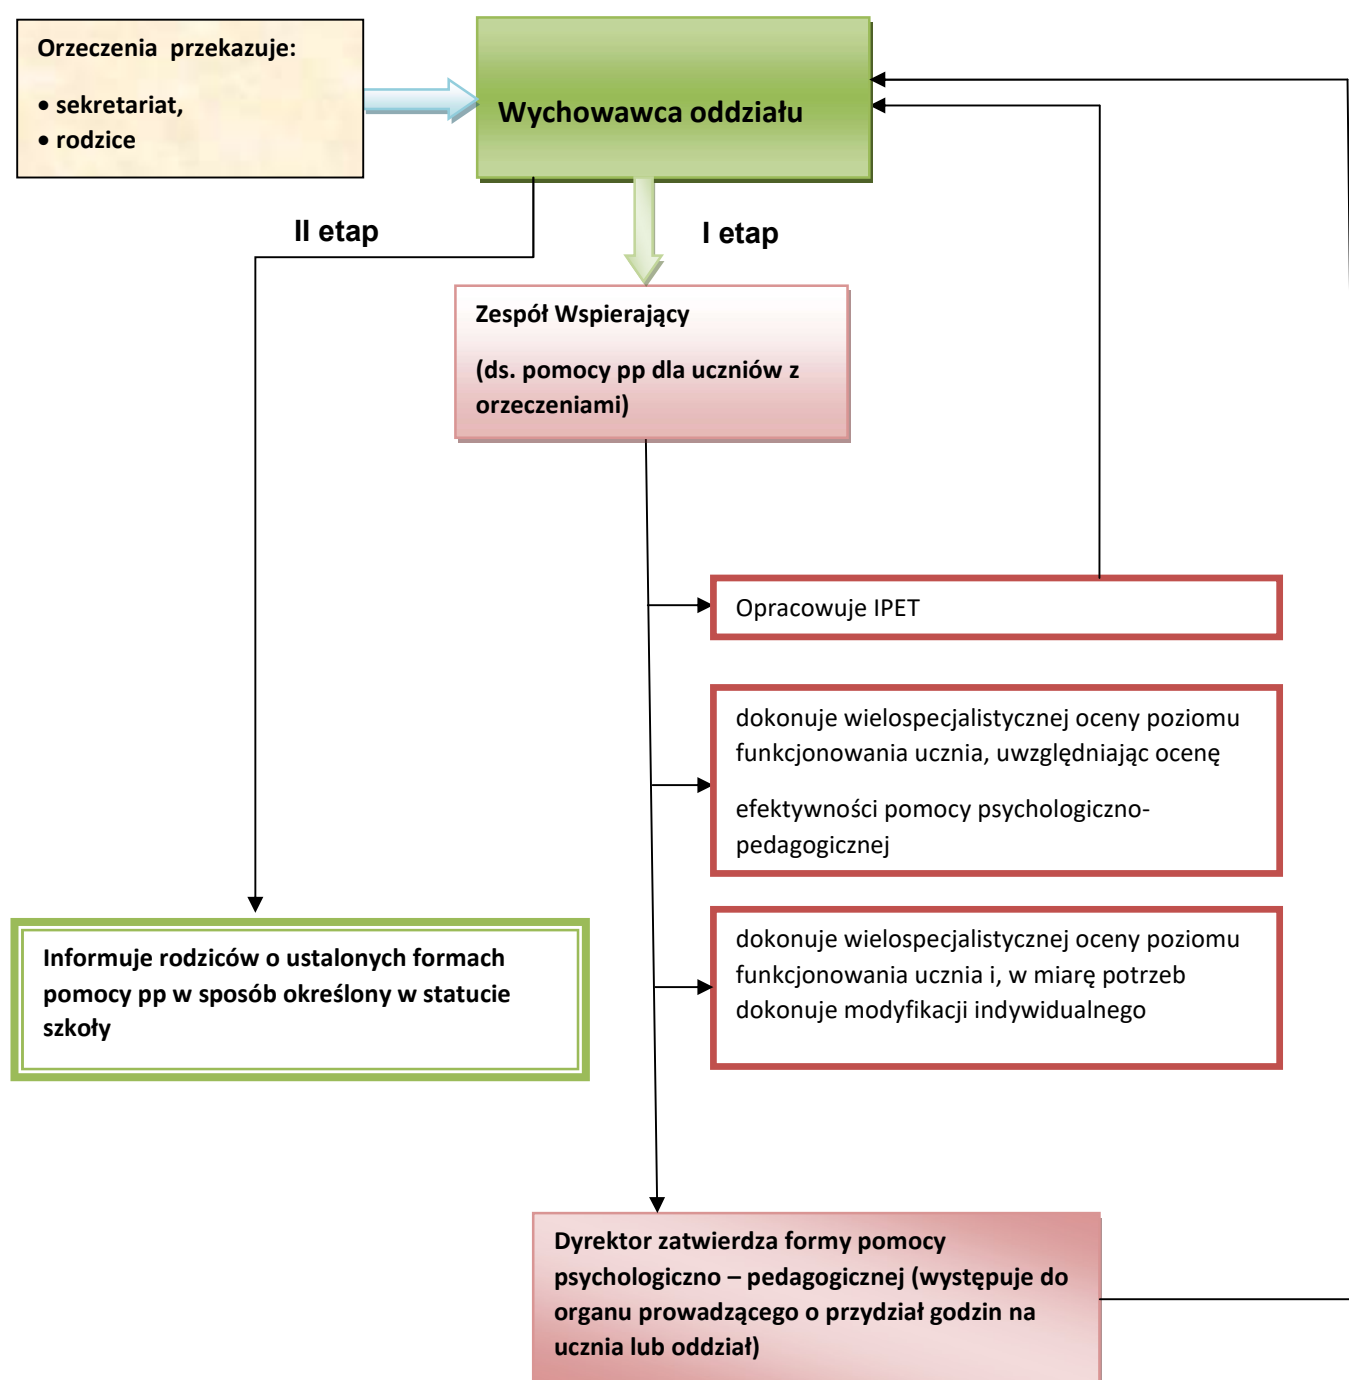 Orzeczenia przekazuje:
• sekretariat,
• rodzice
Wychowawca oddziału
II etap
I etap
Zespół Wspierający
(ds. pomocy pp dla uczniów z
orzeczeniami)
Opracowuje IPET
dokonuje wielospecjalistycznej oceny poziomu
funkcjonowania ucznia, uwzględniając ocenę
efektywności pomocy psychologiczno-
pedagogicznej
dokonuje wielospecjalistycznej oceny poziomu
funkcjonowania ucznia i, w miarę potrzeb
dokonuje modyfikacji indywidualnego
Informuje rodziców o ustalonych formach
pomocy pp w sposób określony w statucie
szkoły
Dyrektor zatwierdza formy pomocy
psychologiczno – pedagogicznej (występuje do
organu prowadzącego o przydział godzin na
ucznia lub oddział)